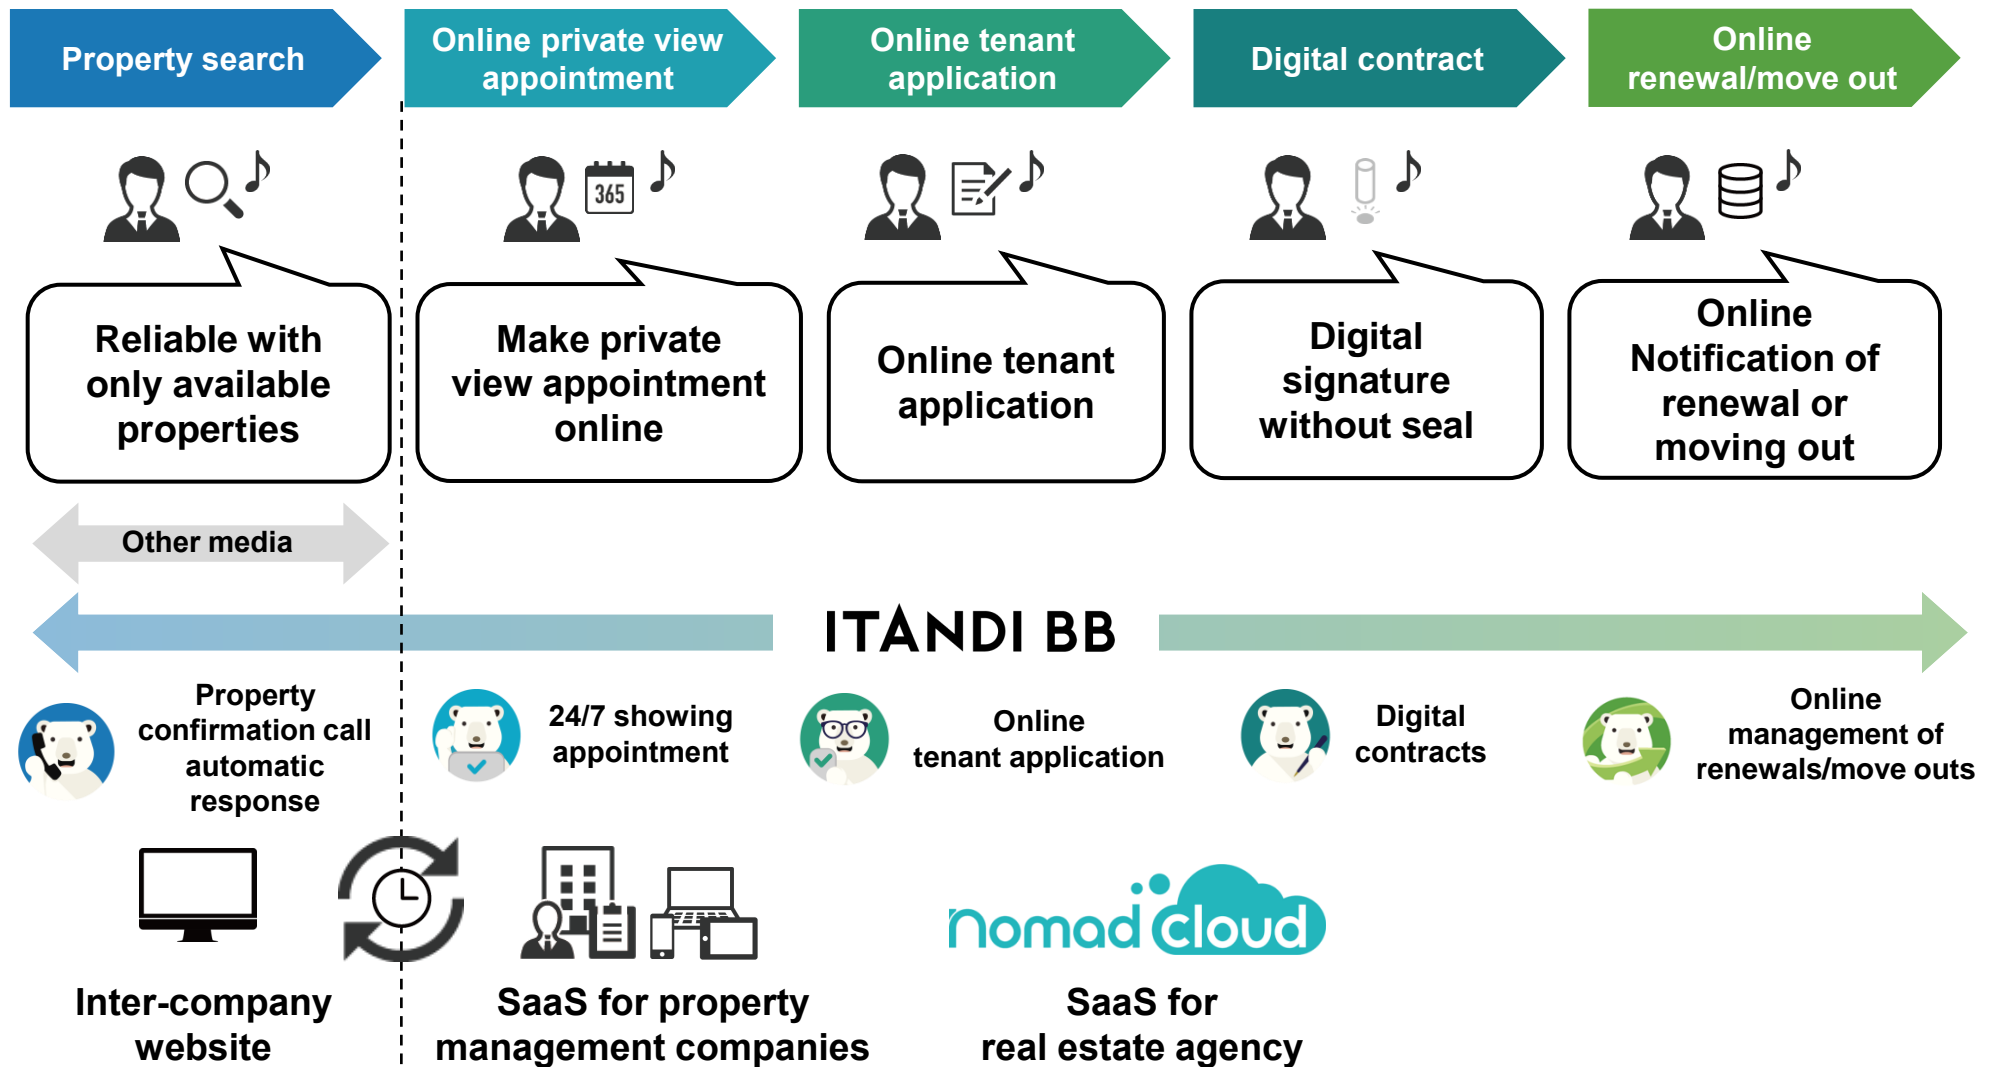 Property search
Online private view
appointment
Online tenant
application
Digital contract
Online
renewal/move out
365
Reliable with
only available
properties
Make private
view appointment
online
Online tenant
application
Digital
signature
without seal
Online
Notification of
renewal or
moving out
Other media
ITANDI BB
Property
confirmation call
automatic
response
24/7 showing
appointment
Online
tenant application
Digital
contracts
Online
management of
renewals/move outs
nomad cloud
Inter-company
website
SaaS for property
management companies
SaaS for
real estate agency